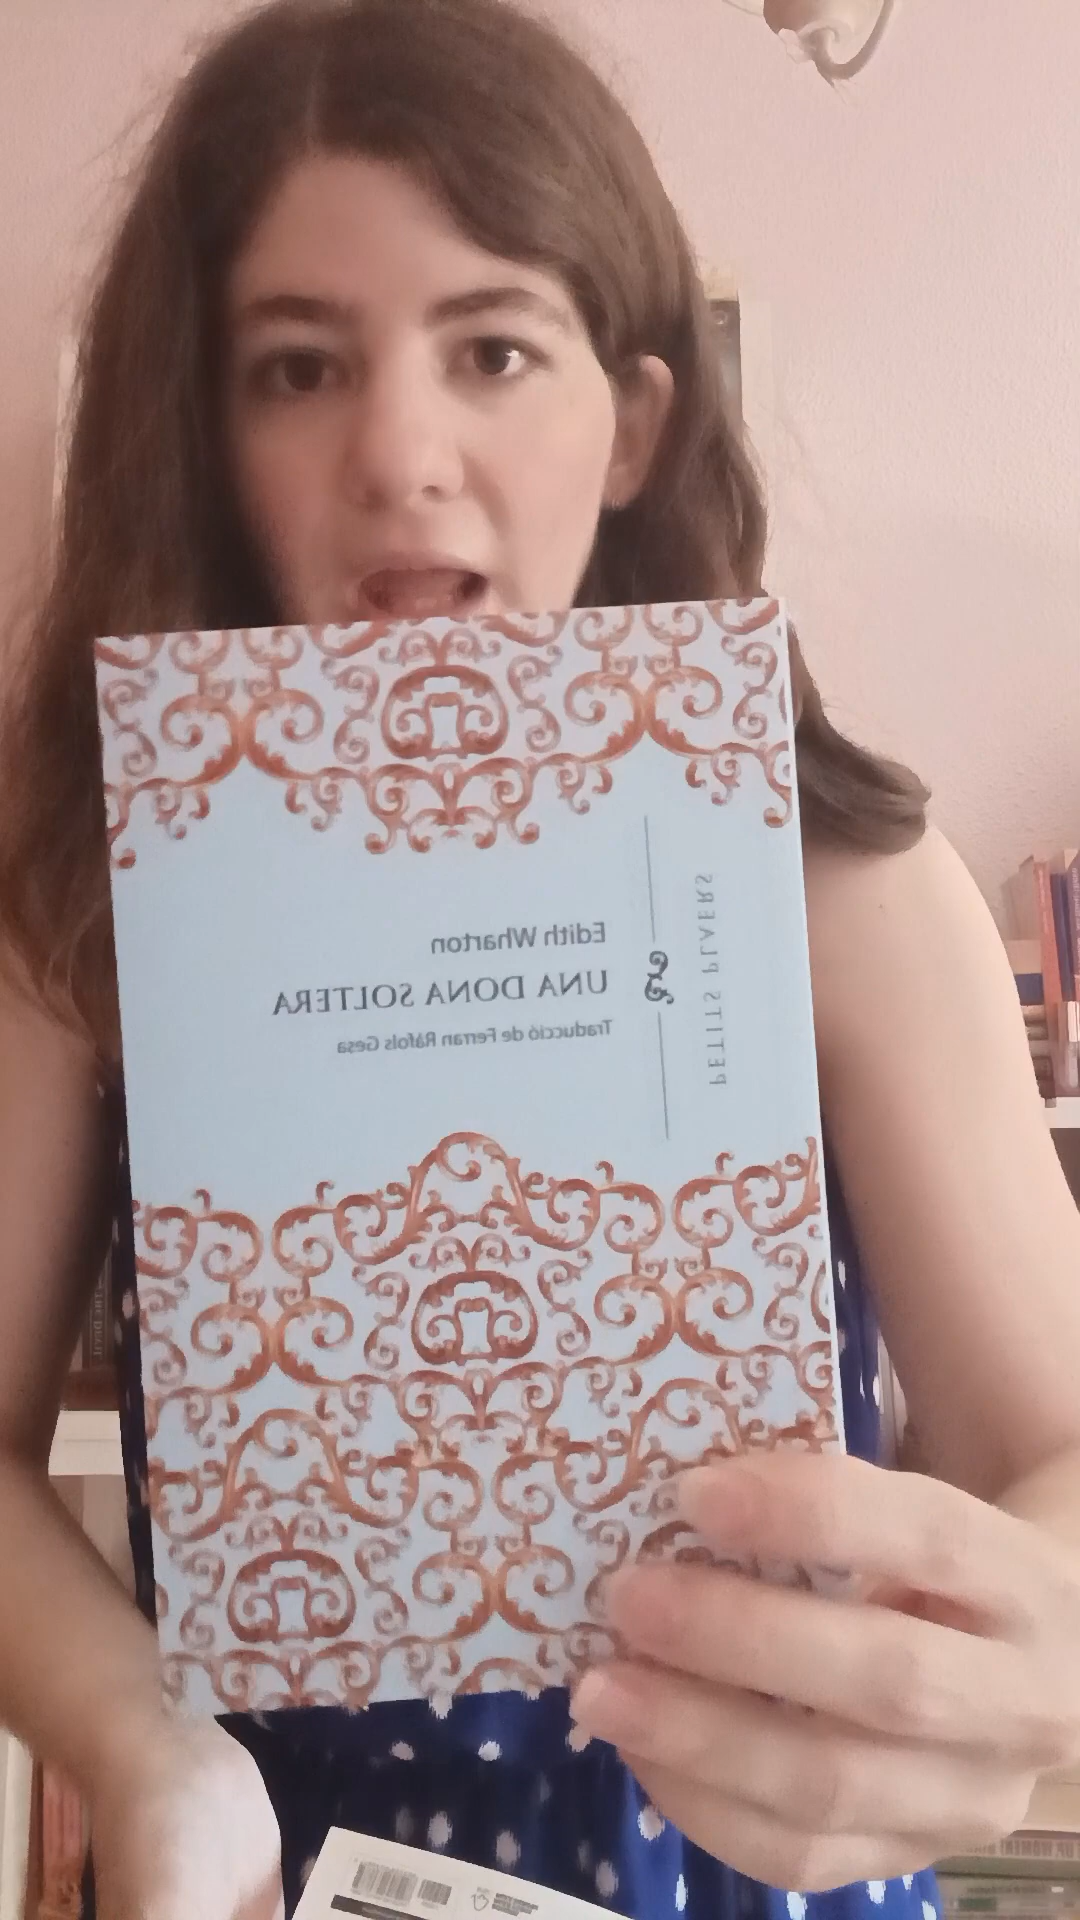 Edith Wharton
UNA DONA SOLTERA
Traducció de Ferran Ràfols Gesa
PETITS PLAERS